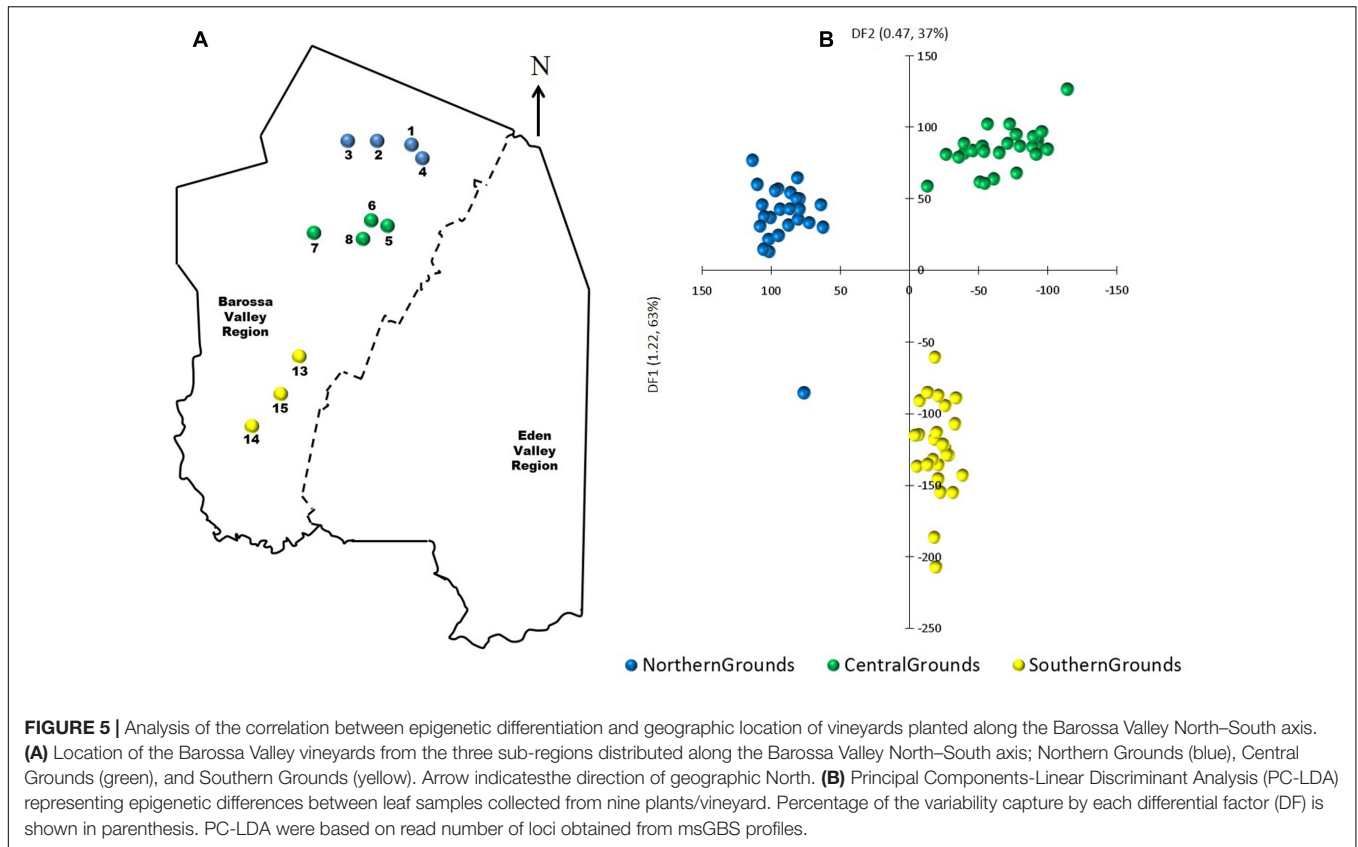 A
N
1
3
2
4
6
7
8
5
Barossa
Valley
Region
13
15
14
Eden
Valley
Region
B
DF2 (0.47, 37%)
150
100
50
150
100
50
0
0
-50
-100
-150
-50
-100
-150
-200
-250
DF1 (1.22, 63%)
NorthernGrounds
CentralGrounds
SouthernGrounds
FIGURE 5 | Analysis of the correlation between epigenetic differentiation and geographic location of vineyards planted along the Barossa Valley North–South axis.
(A) Location of the Barossa Valley vineyards from the three sub-regions distributed along the Barossa Valley North–South axis; Northern Grounds (blue), Central
Grounds (green), and Southern Grounds (yellow). Arrow indicatesthe direction of geographic North. (B) Principal Components-Linear Discriminant Analysis (PC-LDA)
representing epigenetic differences between leaf samples collected from nine plants/vineyard. Percentage of the variability capture by each differential factor (DF) is
shown in parenthesis. PC-LDA were based on read number of loci obtained from msGBS profiles.